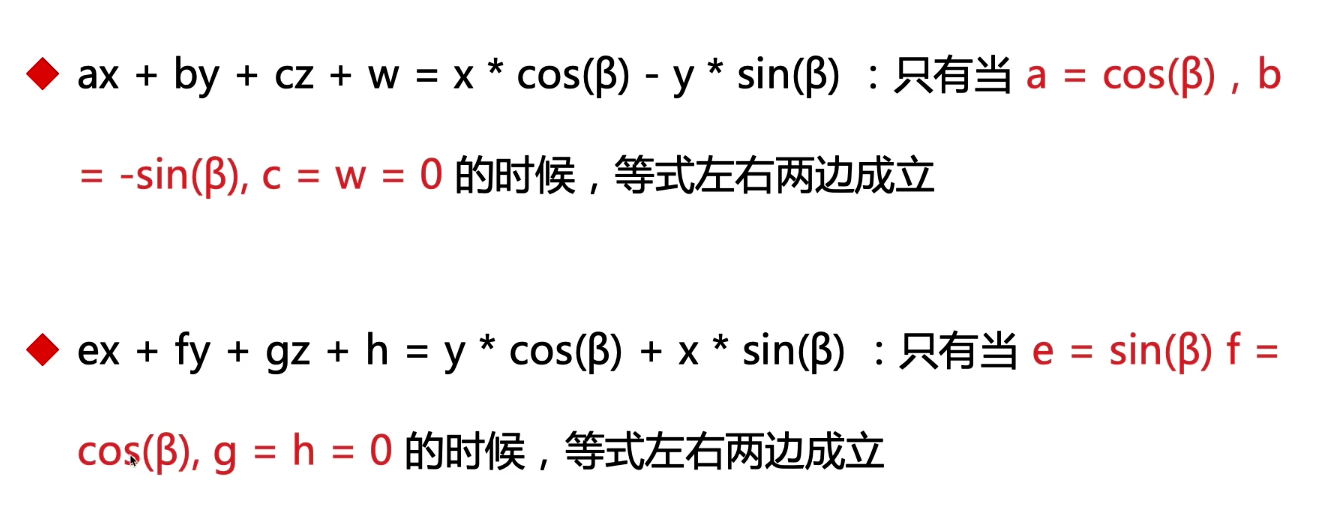 ax + by + cz + w = x * cos(β) - y * sin(β) ：只有当 a = cos(β)，b
= -sin(β), c = w = 0 的时候，等式左右两边成立
ex + fy + gz + h = y * cos(β) + x * sin(β) ：只有当 e = sin(β) f =
cos(β), g = h = 0 的时候，等式左右两边成立